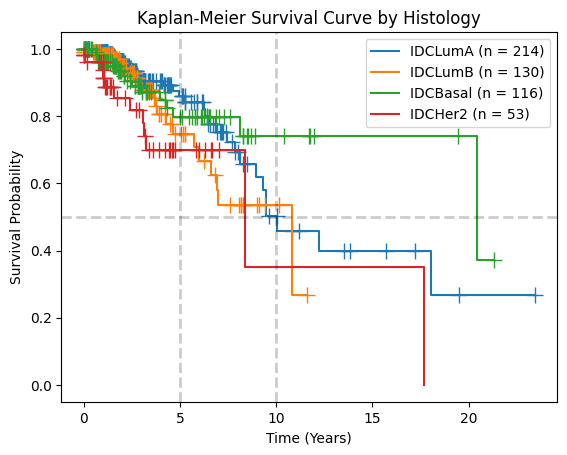 Kaplan-Meier Survival Curve by Histology
IDCLumA (n = 214)
IDCLumB (n = 130)
IDCBasal (n = 116)
IDCHer2 (n = 53)
Survival Probability
1.0
0.8
0.6
0.4
0.2
0.0
0 5 10 15 20
Time (Years)